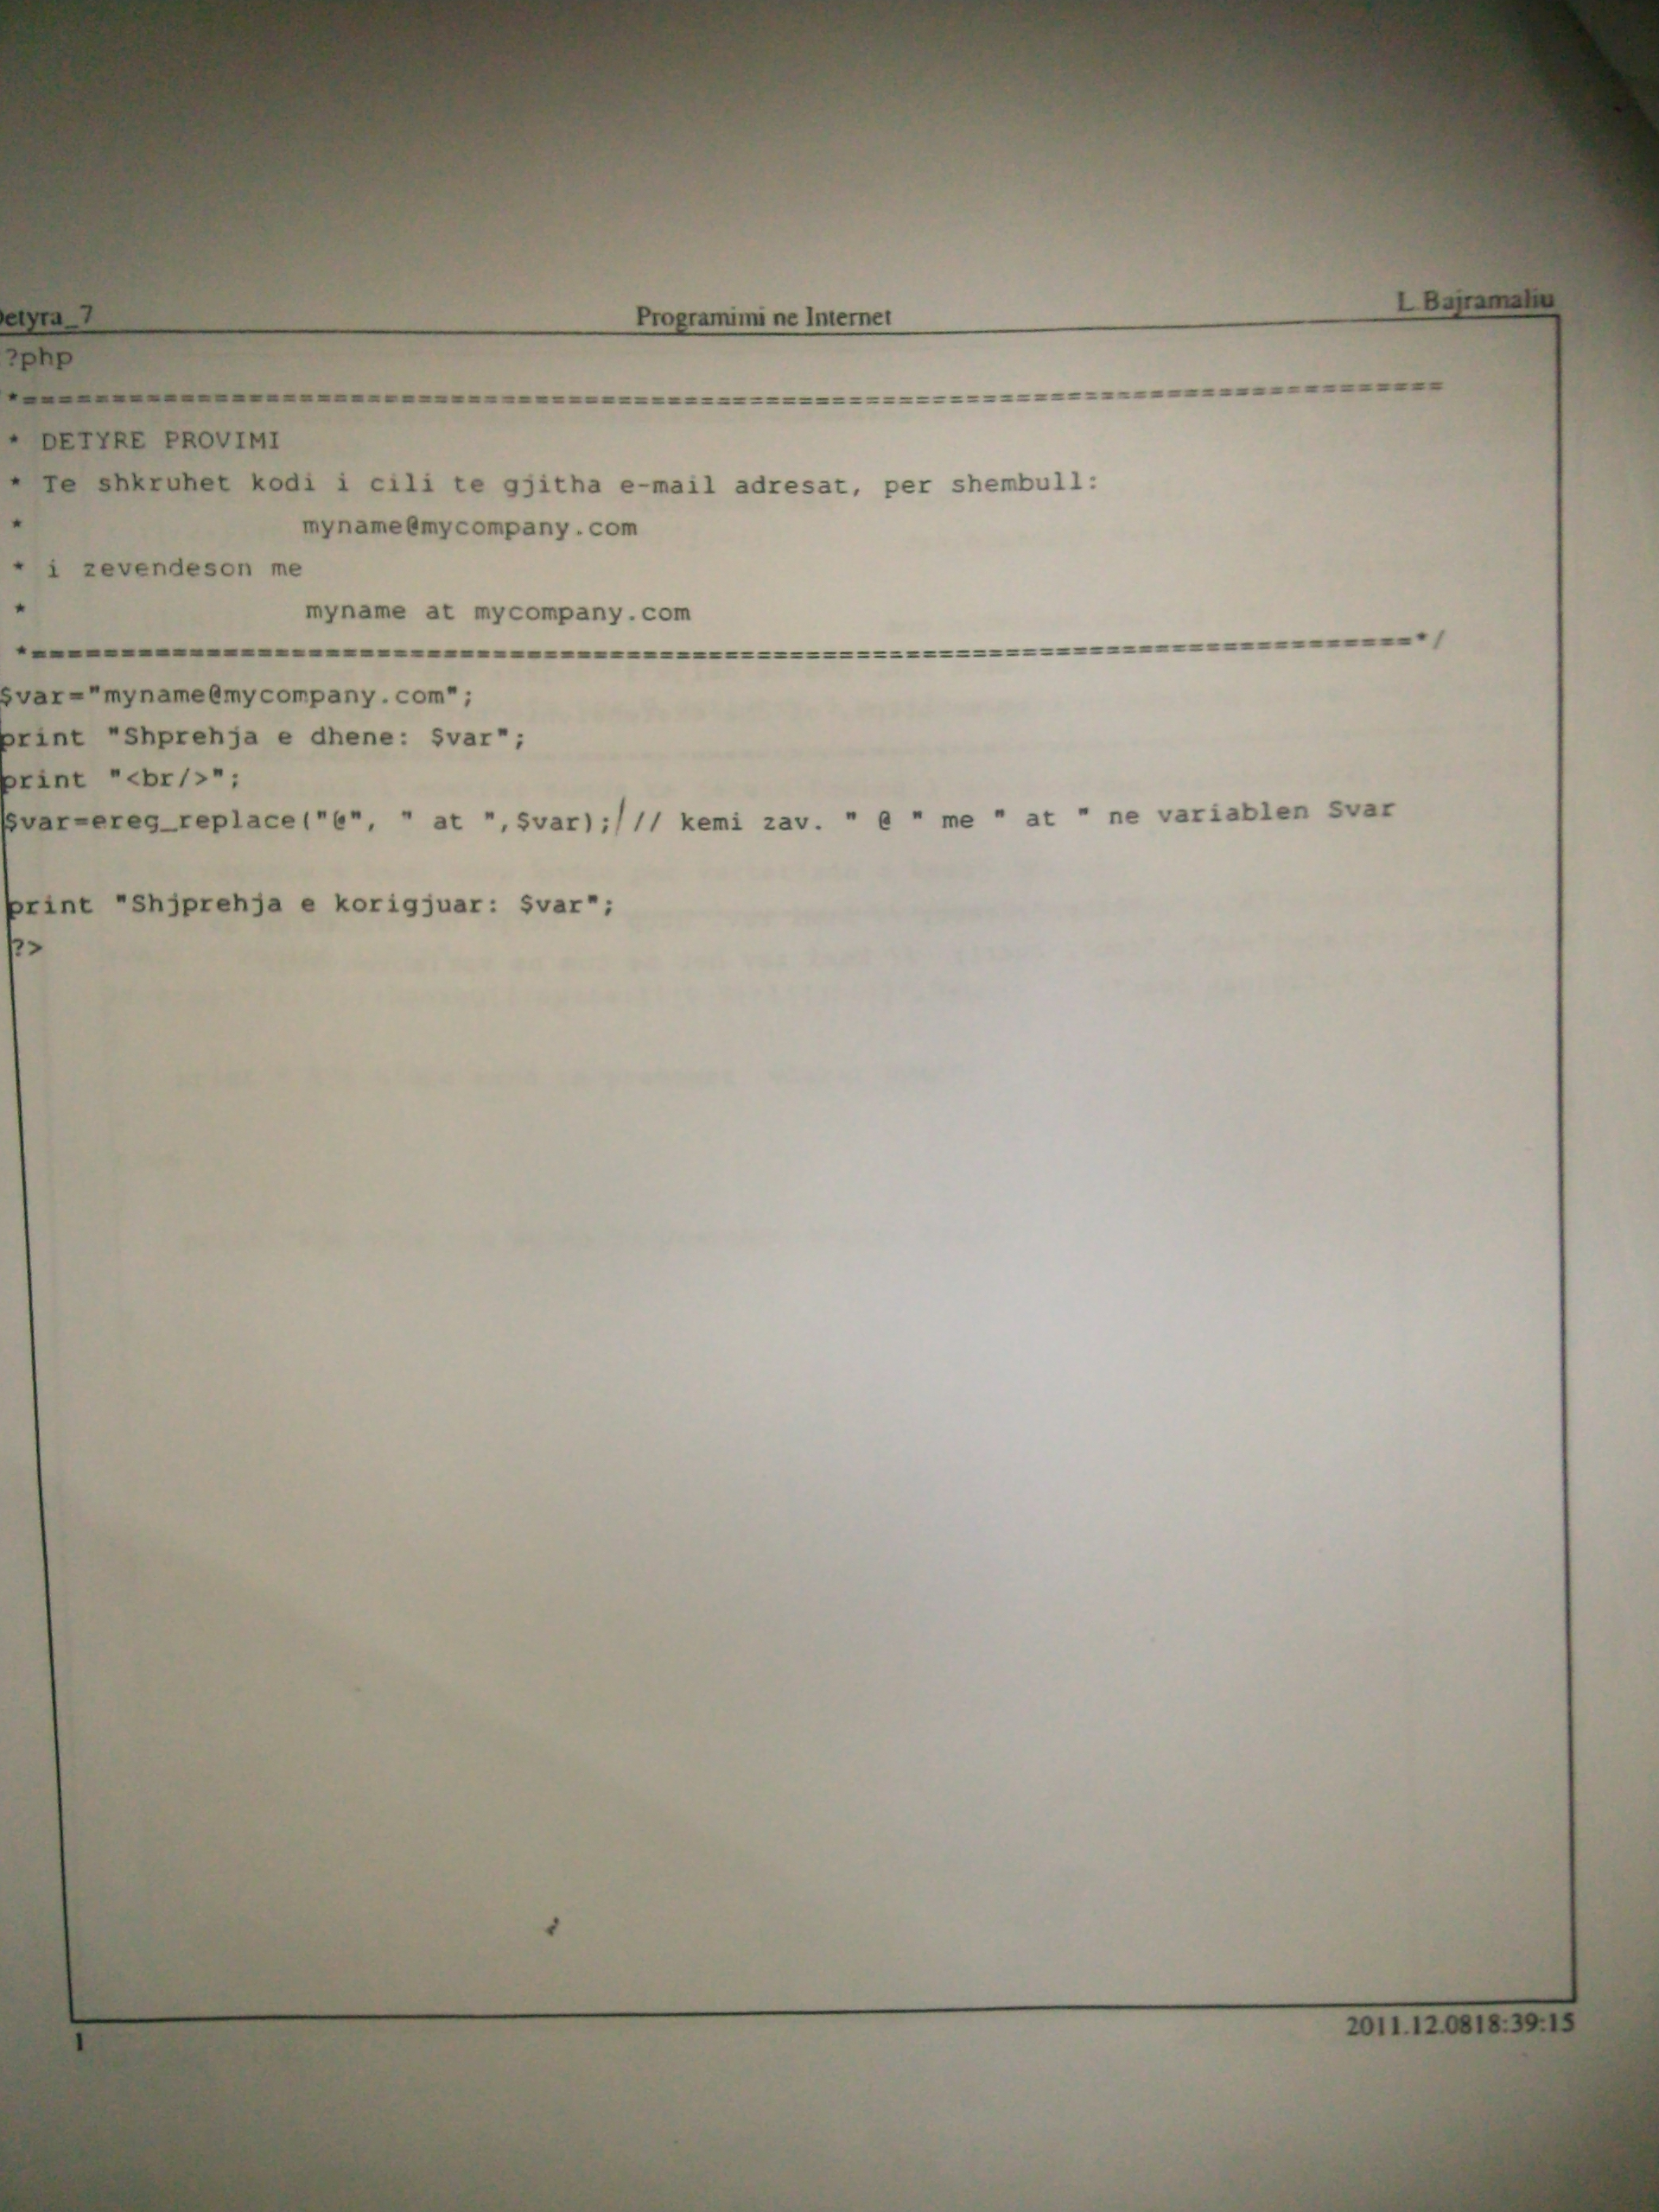 Detyra_7 Programimi ne Internet L Bajramaliu
?php
*==================================================================================
* DETYRE PROVIMI
* Te shkruhet kodi i cili te gjitha e-mail adresat, per shembull:
* myname@mycompany.com
* i zevendeson me
* myname at mycompany.com
*==================================================================================*/
$var="myname@mycompany.com";
print "Shprehja e dhene: $var";
print "<br/>";
$var=ereg_replace("@", " at ",$var); // kemi zav. " @ " me " at " ne variablen $var
print "Shjprehja e korigjuar: $var";
?>
1 2011.12.0818:39:15